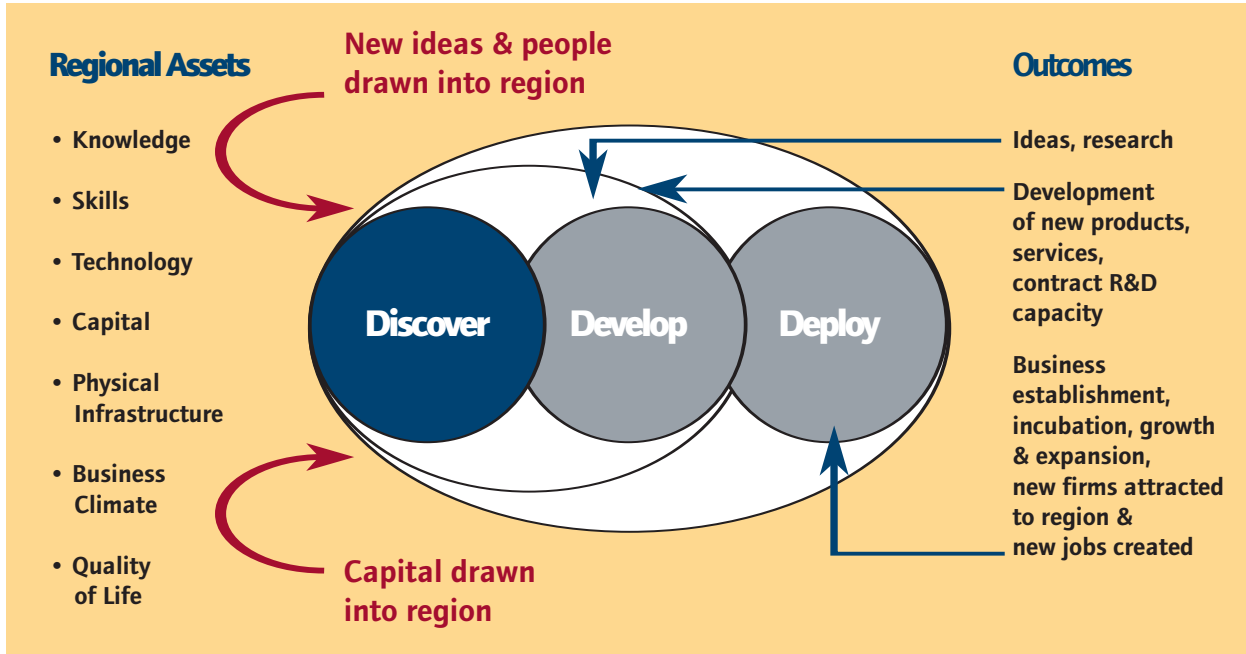 Regional Assets
• Knowledge
• Skills
• Technology
• Capital
• Physical
Infrastructure
• Business
Climate
• Quality
of Life
New ideas & people
drawn into region
Discover
Develop
Deploy
Capital drawn
into region
Outcomes
Ideas, research
Development
of new products,
services,
contract R&D
capacity
Business
establishment,
incubation, growth
& expansion,
new firms attracted
to region &
new jobs created